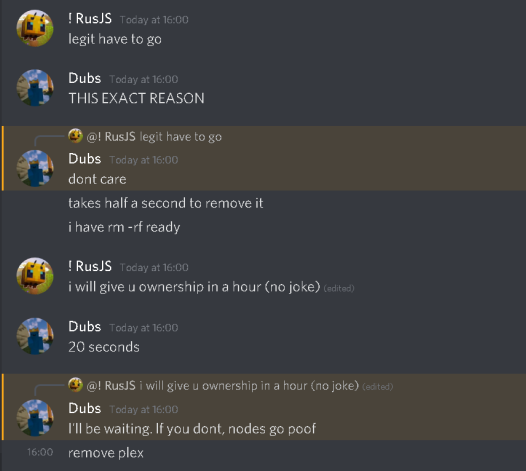 ! RusJS Today at 16:00
legit have to go
Dubs Today at 16:00
THIS EXACT REASON
@! RusJS legit have to go
Dubs Today at 16:00
dont care
takes half a second to remove it
i have rm -rf ready
! RusJS Today at 16:00
i will give u ownership in a hour (no joke) (edited)
Dubs Today at 16:00
20 seconds
@! RusJS i will give u ownership in a hour (no joke) (edited)
Dubs Today at 16:00
I'll be waiting. If you dont, nodes go poof
16:00 remove plex